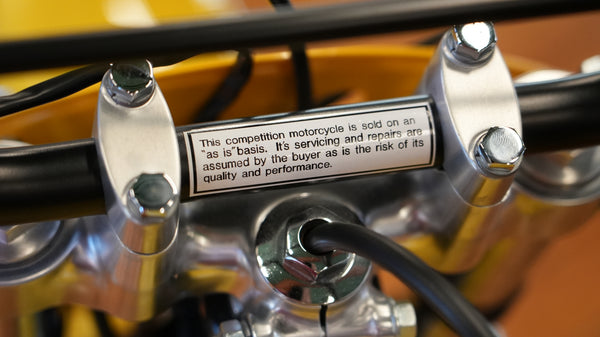 This competition motorcycle is sold on an
"as is" basis. It's servicing and repairs are
assumed by the buyer as is the risk of its
quality and performance.